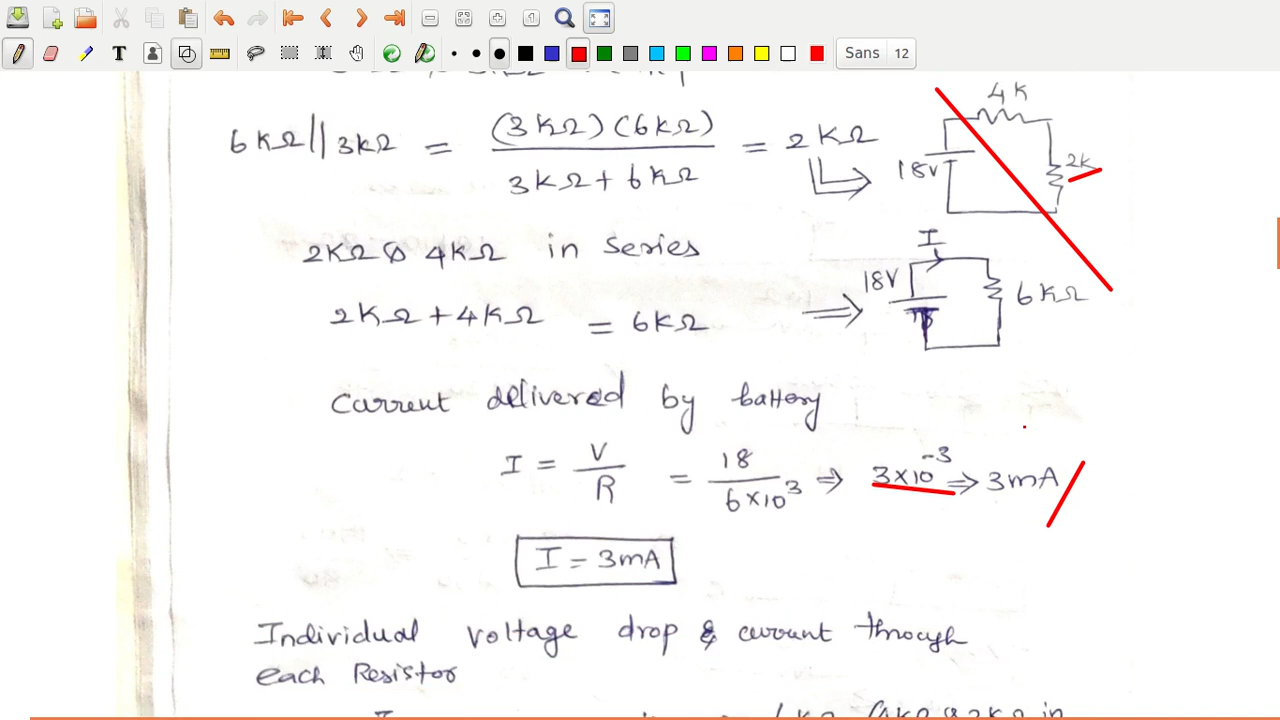 T
Sans 12
6KΩ||3KΩ = (3KΩ)(6KΩ) / 3KΩ+6KΩ = 2KΩ
4K
18V
2K
2KΩ & 4KΩ in Series
I
18V
6KΩ
2KΩ+4KΩ = 6KΩ ⇒
Current delivered by battery
I = V/R = 18 / 6×10³ ⇒ 3×10⁻³ ⇒ 3mA
I = 3mA
Individual voltage drop & current through
each Resistor